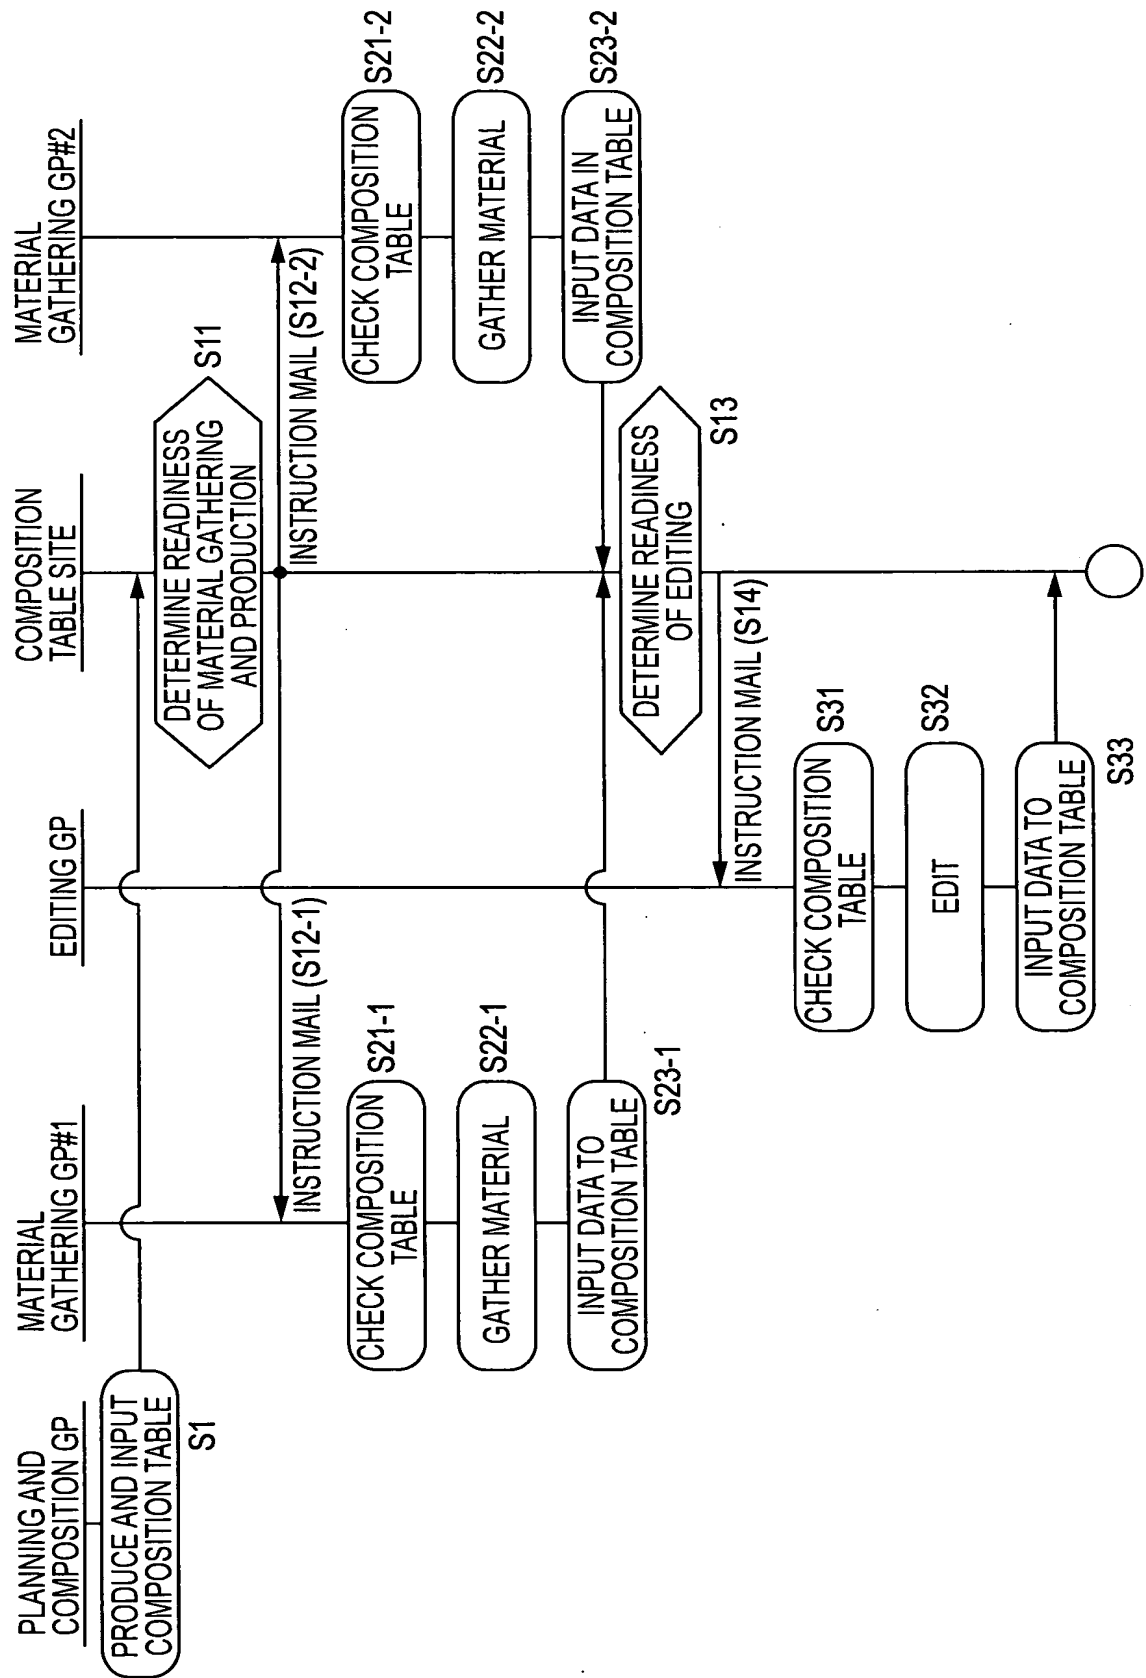 PLANNING AND
COMPOSITION GP
MATERIAL
GATHERING GP#1
EDITING GP
COMPOSITION
TABLE SITE
MATERIAL
GATHERING GP#2
PRODUCE AND INPUT
COMPOSITION TABLE
S1
DETERMINE READINESS
OF MATERIAL GATHERING
AND PRODUCTION
S11
INSTRUCTION MAIL (S12-1)
INSTRUCTION MAIL (S12-2)
CHECK COMPOSITION
TABLE
S21-1
CHECK COMPOSITION
TABLE
S21-2
GATHER MATERIAL
S22-1
GATHER MATERIAL
S22-2
INPUT DATA TO
COMPOSITION TABLE
S23-1
INPUT DATA IN
COMPOSITION TABLE
S23-2
DETERMINE READINESS
OF EDITING
S13
INSTRUCTION MAIL (S14)
CHECK COMPOSITION
TABLE
S31
EDIT
S32
INPUT DATA TO
COMPOSITION TABLE
S33